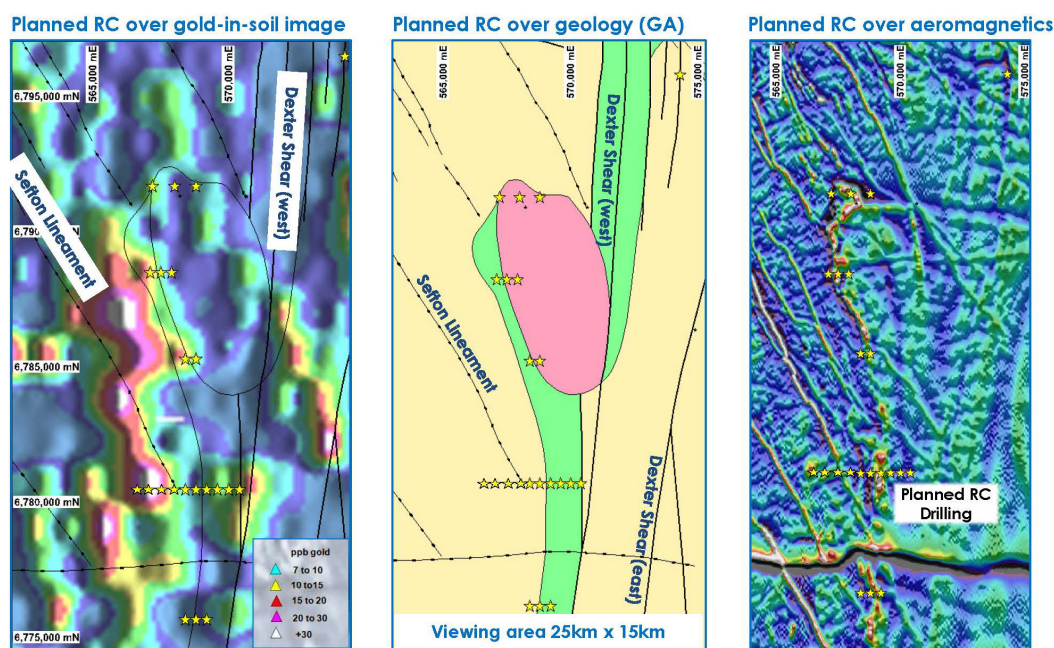 Planned RC over gold-in-soil image
Planned RC over geology (GA)
Planned RC over aeromagnetics
565,000 mE
570,000 mE
6,795,000 mN
6,790
6,785,000 mN
6,780,000 mN
6,775,000 mN
Sefton Lineament
Dexter Shear (west)
ppb gold
7 to 10
10 to15
15 to 20
20 to 30
+30
565,000 mE
570,000 mE
575,000 mE
Dexter Shear (west)
Sefton Lineament
Dexter Shear (east)
Viewing area 25km x 15km
565,000 mE
570,000 mE
575,000 mE
Planned RC
Drilling